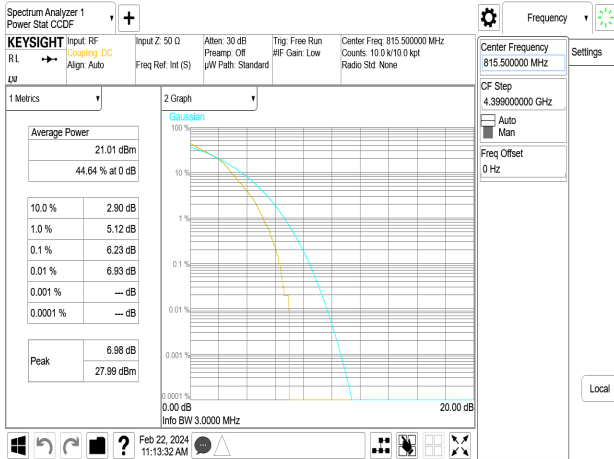 Spectrum Analyzer 1
Power Stat CCDF
Frequency
KEYSIGHT
RL
Input: RF
Coupling: DC
Align: Auto
Input Z: 50 Ω
Freq Ref: Int (S)
Atten: 30 dB
Preamp: Off
µW Path: Standard
Trig: Free Run
#IF Gain: Low
Center Freq: 815.500000 MHz
Counts: 10.0 k/10.0 kpt
Radio Std: None
LXI
Center Frequency
815.500000 MHz
Settings
CF Step
4.399000000 GHz
Auto
Man
Freq Offset
0 Hz
Local
1 Metrics
Average Power
21.01 dBm
44.64 % at 0 dB
10.0 % 2.90 dB
1.0 % 5.12 dB
0.1 % 6.23 dB
0.01 % 6.93 dB
0.001 % --- dB
0.0001 % --- dB
Peak
6.98 dB
27.99 dBm
2 Graph
Gaussian
100 %
10 %
1 %
0.1 %
0.01 %
0.001 %
0.0001 %
0.00 dB 20.00 dB
Info BW 3.0000 MHz
?
Feb 22, 2024
11:13:32 AM